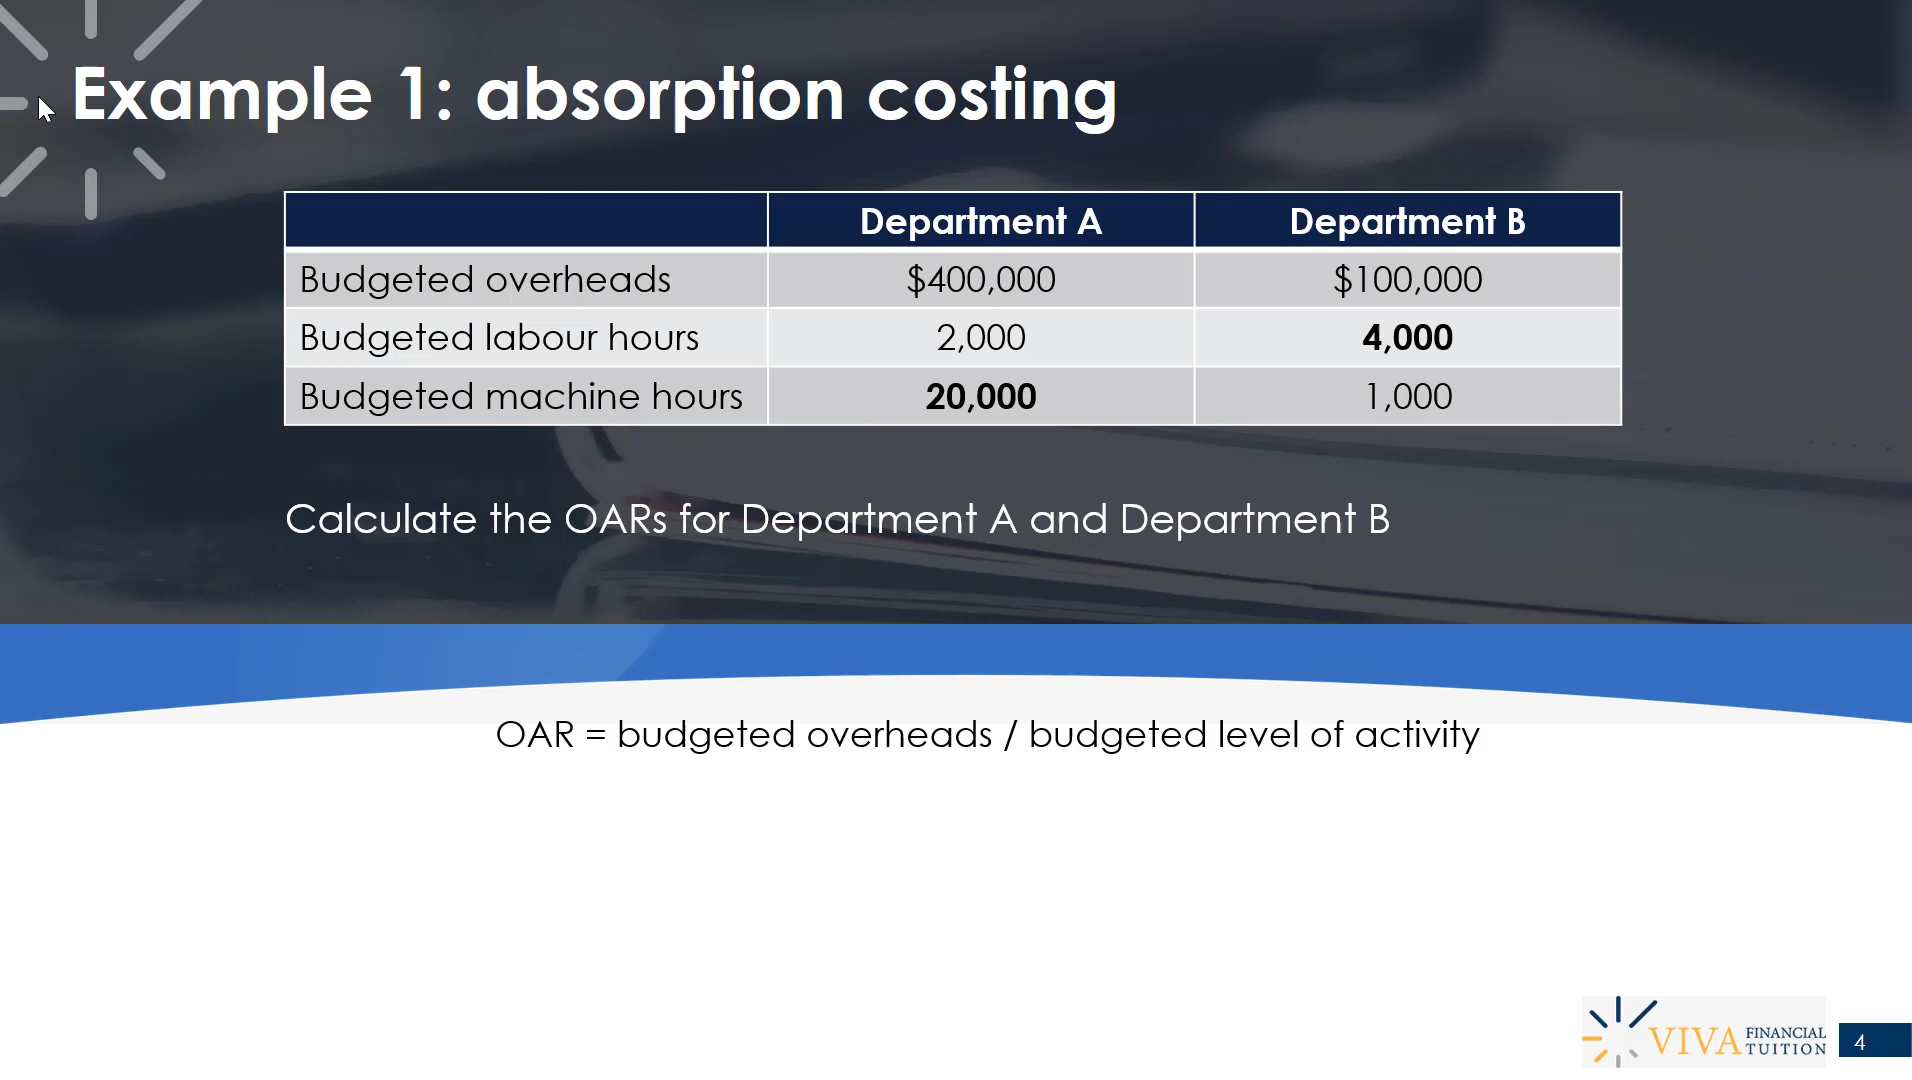 Example 1: absorption costing
Department A Department B
Budgeted overheads $400,000 $100,000
Budgeted labour hours 2,000 4,000
Budgeted machine hours 20,000 1,000
Calculate the OARs for Department A and Department B
OAR = budgeted overheads / budgeted level of activity
VIVA FINANCIAL TUITION
4